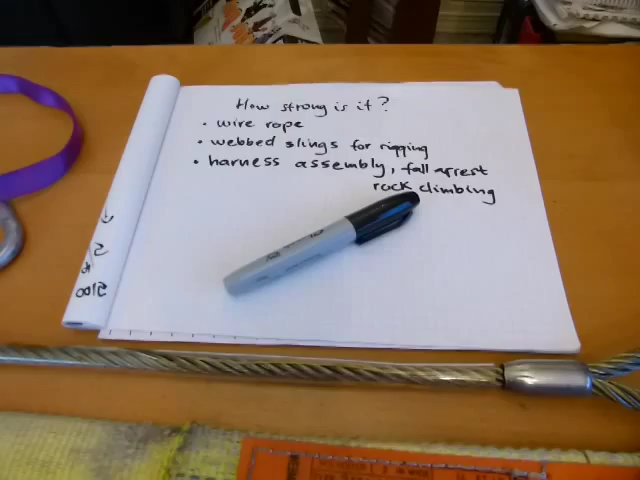 How strong is it?
• wire rope
• webbed slings for rigging
• harness assembly, fall arrest
rock climbing